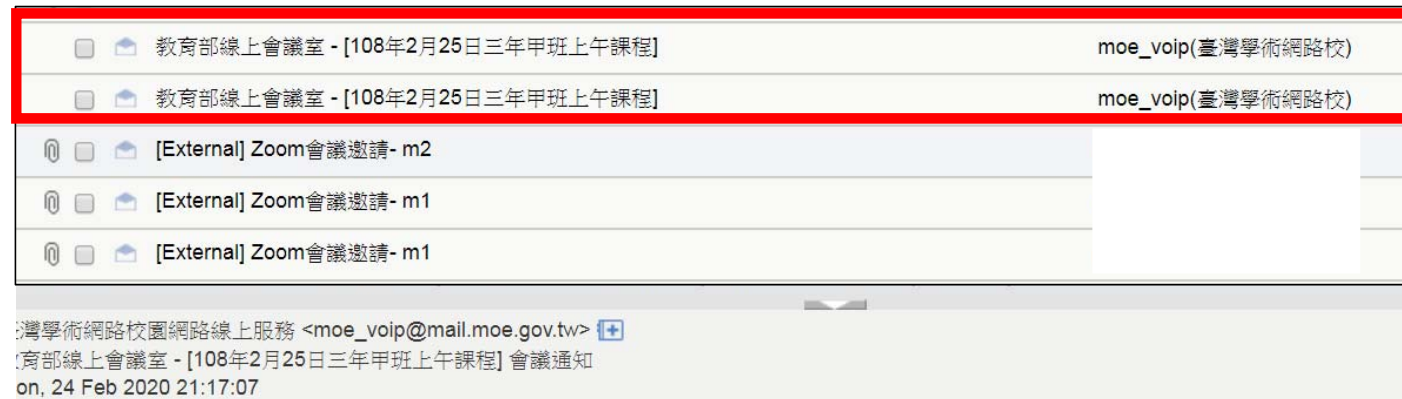 教育部線上會議室 - [108年2月25日三年甲班上午課程] moe_voip(臺灣學術網路校)
教育部線上會議室 - [108年2月25日三年甲班上午課程] moe_voip(臺灣學術網路校)
[External] Zoom會議邀請- m2
[External] Zoom會議邀請- m1
[External] Zoom會議邀請- m1
灣學術網路校園網路線上服務 <moe_voip@mail.moe.gov.tw>
育部線上會議室 - [108年2月25日三年甲班上午課程] 會議通知
on, 24 Feb 2020 21:17:07